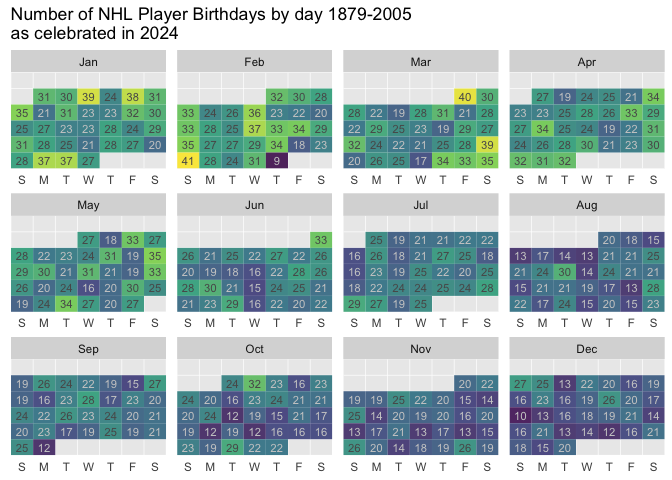 Number of NHL Player Birthdays by day 1879-2005
as celebrated in 2024
Jan Feb Mar Apr
31 30 39 24 38 31 32 30 28 40 30 27 19 24 25 21 34
35 21 31 23 23 32 30 33 24 26 36 23 22 20 28 22 19 28 31 21 28 23 23 22 28 26 33 29
25 27 23 23 28 24 29 33 28 25 37 33 34 29 22 29 25 23 19 29 27 27 34 25 24 19 22 31
31 28 25 21 28 27 20 35 27 27 29 34 18 23 32 24 22 21 25 28 39 24 26 28 30 21 23 30
28 37 37 27 41 28 24 31 9 20 26 25 17 34 33 35 32 31 32
S M T W T F S S M T W T F S S M T W T F S S M T W T F S
May Jun Jul Aug
27 18 33 27 33 25 19 21 21 22 22 20 18 15
28 22 23 24 31 19 35 26 21 25 22 27 22 26 16 26 18 21 27 25 18 13 17 14 13 21 21 25
29 30 21 31 21 19 33 20 19 18 16 22 28 25 16 23 19 25 22 26 25 21 24 30 14 24 21 21
26 20 24 16 20 30 25 28 30 21 15 24 25 23 18 22 24 24 25 24 28 15 21 21 19 17 13 28
19 24 34 27 20 27 21 23 29 16 22 20 22 29 27 19 25 22 17 24 15 20 15 23
S M T W T F S S M T W T F S S M T W T F S S M T W T F S
Sep Oct Nov Dec
19 26 24 22 19 15 27 24 32 23 16 23 20 22 27 25 13 22 20 16 19
19 16 23 28 17 23 23 24 20 16 23 24 21 21 19 19 25 22 20 15 14 16 23 16 19 26 20 17
24 22 26 23 24 20 21 20 24 12 19 15 21 17 25 14 20 19 16 20 20 10 13 16 18 19 21 14
20 23 17 19 25 19 21 19 12 19 12 16 16 16 13 17 21 13 17 13 15 16 21 13 14 12 16 21
25 12 23 19 29 22 23 26 20 14 18 19 26 19 18 15 20
S M T W T F S S M T W T F S S M T W T F S S M T W T F S